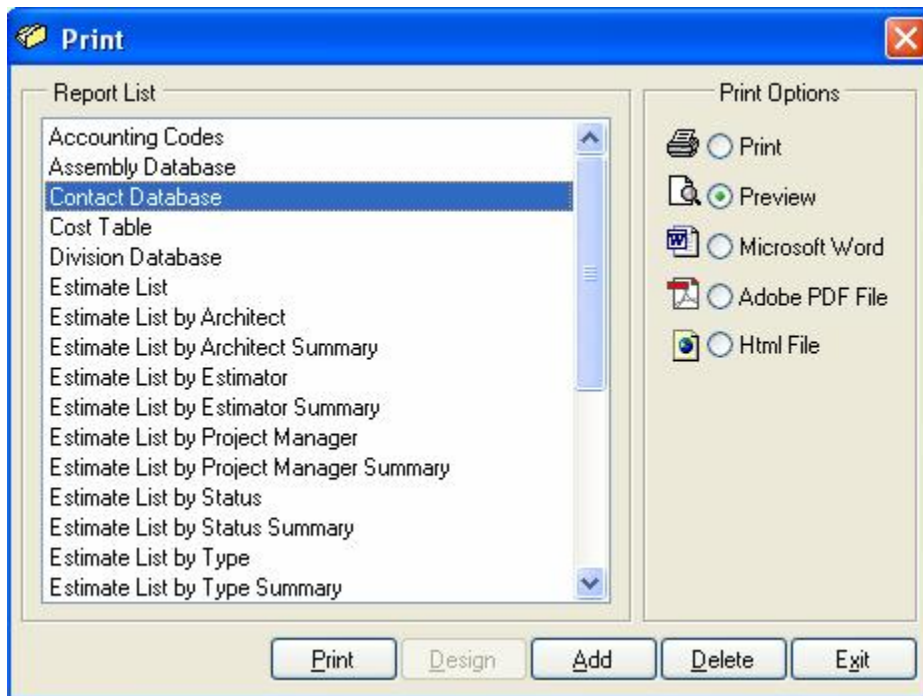 Print
Report List
Accounting Codes
Assembly Database
Contact Database
Cost Table
Division Database
Estimate List
Estimate List by Architect
Estimate List by Architect Summary
Estimate List by Estimator
Estimate List by Estimator Summary
Estimate List by Project Manager
Estimate List by Project Manager Summary
Estimate List by Status
Estimate List by Status Summary
Estimate List by Type
Estimate List by Type Summary
Print Options
Print
Preview
Microsoft Word
Adobe PDF File
Html File
Print Design Add Delete Exit